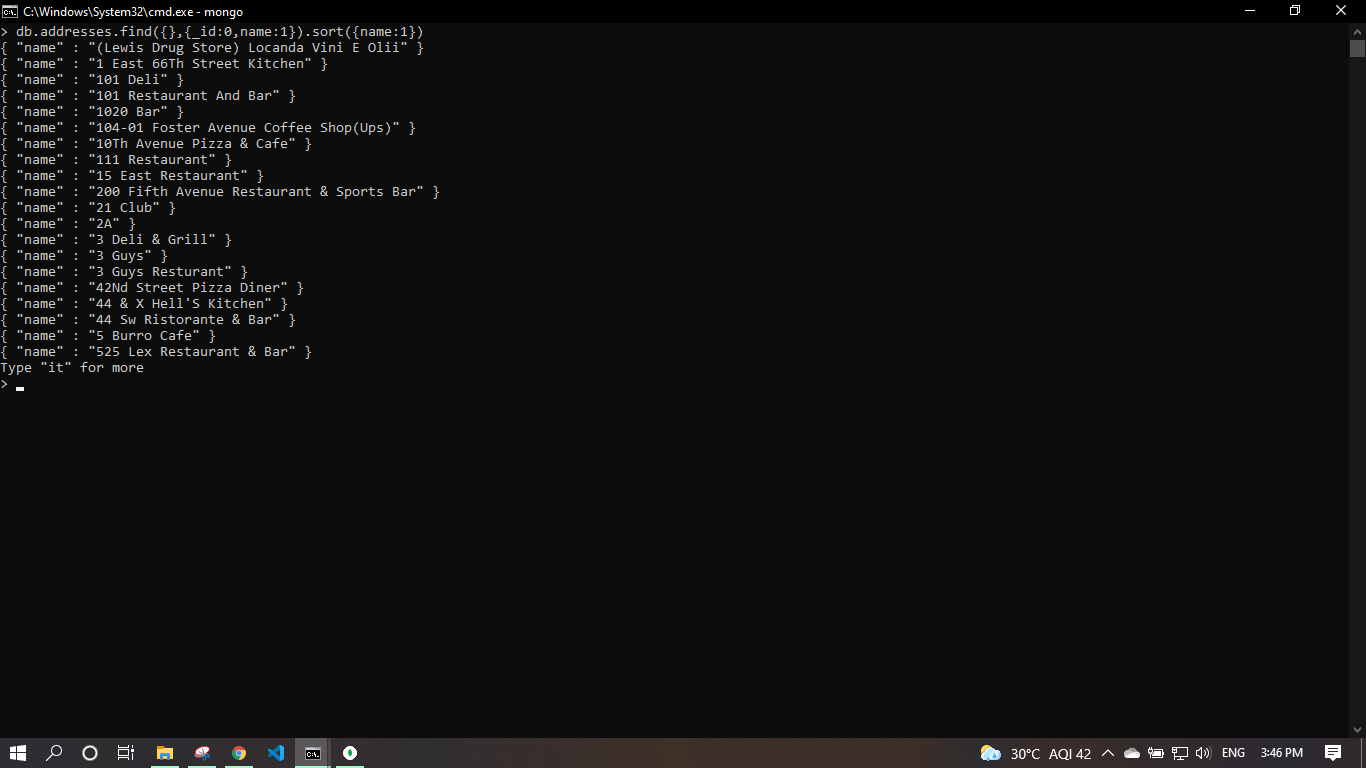 C:\Windows\System32\cmd.exe - mongo
> db.addresses.find({},{_id:0,name:1}).sort({name:1})
{ "name" : "(Lewis Drug Store) Locanda Vini E Olii" }
{ "name" : "1 East 66Th Street Kitchen" }
{ "name" : "101 Deli" }
{ "name" : "101 Restaurant And Bar" }
{ "name" : "1020 Bar" }
{ "name" : "104-01 Foster Avenue Coffee Shop(Ups)" }
{ "name" : "10Th Avenue Pizza & Cafe" }
{ "name" : "111 Restaurant" }
{ "name" : "15 East Restaurant" }
{ "name" : "200 Fifth Avenue Restaurant & Sports Bar" }
{ "name" : "21 Club" }
{ "name" : "2A" }
{ "name" : "3 Deli & Grill" }
{ "name" : "3 Guys" }
{ "name" : "3 Guys Resturant" }
{ "name" : "42Nd Street Pizza Diner" }
{ "name" : "44 & X Hell'S Kitchen" }
{ "name" : "44 Sw Ristorante & Bar" }
{ "name" : "5 Burro Cafe" }
{ "name" : "525 Lex Restaurant & Bar" }
Type "it" for more
>
30°C AQI 42 ENG 3:46 PM